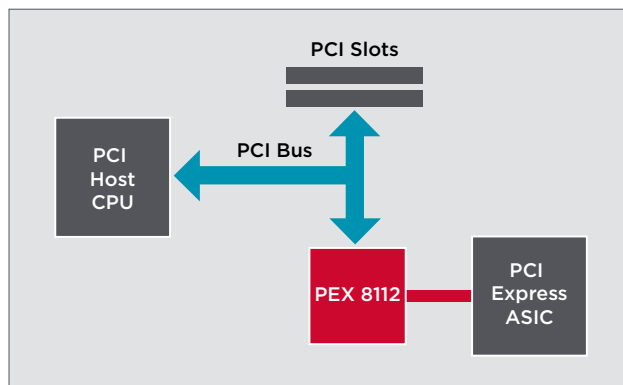 PCI Slots
PCI Bus
PCI
Host
CPU
PEX 8112
PCI
Express
ASIC